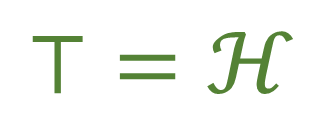 T = ℋ